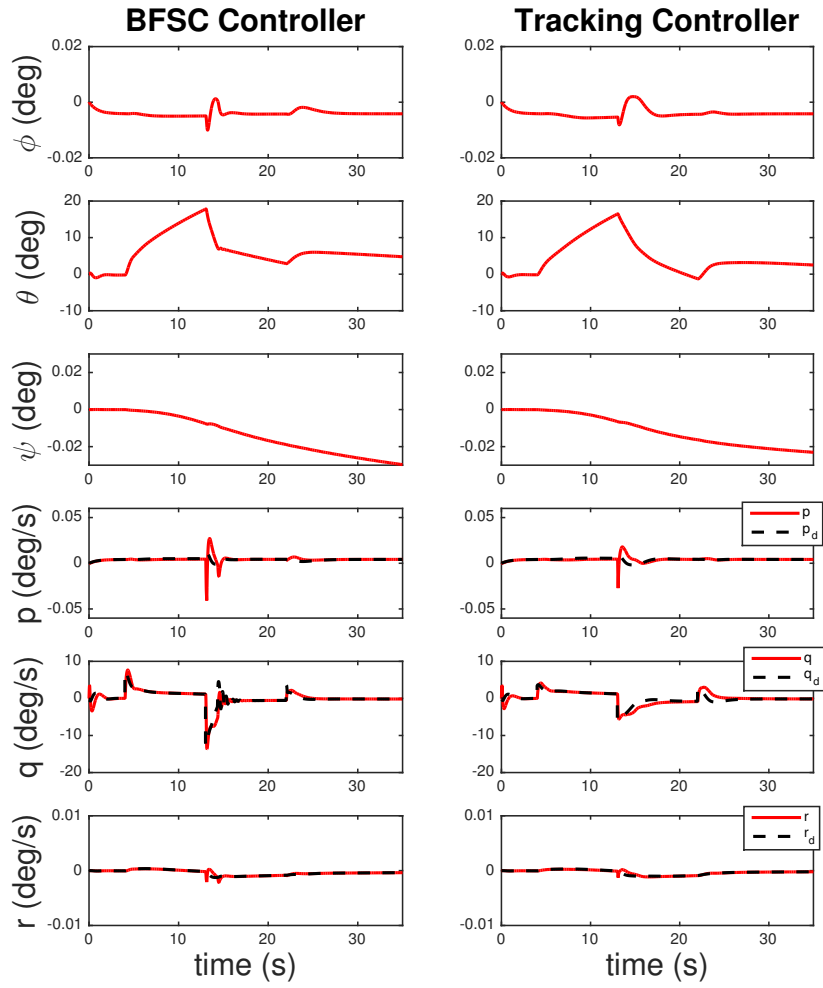 BFSC Controller
Tracking Controller
ϕ (deg)
0.02
0
-0.02
0 10 20 30
0.02
0
-0.02
0 10 20 30
θ (deg)
20
10
0
-10
0 10 20 30
20
10
0
-10
0 10 20 30
ψ (deg)
0.02
0
-0.02
0 10 20 30
0.02
0
-0.02
0 10 20 30
p (deg/s)
0.05
0
-0.05
0 10 20 30
0.05
0
-0.05
0 10 20 30
p
p_d
q (deg/s)
10
0
-10
-20
0 10 20 30
10
0
-10
-20
0 10 20 30
q
q_d
r (deg/s)
0.01
0
-0.01
0 10 20 30
0.01
0
-0.01
0 10 20 30
r
r_d
time (s)
time (s)